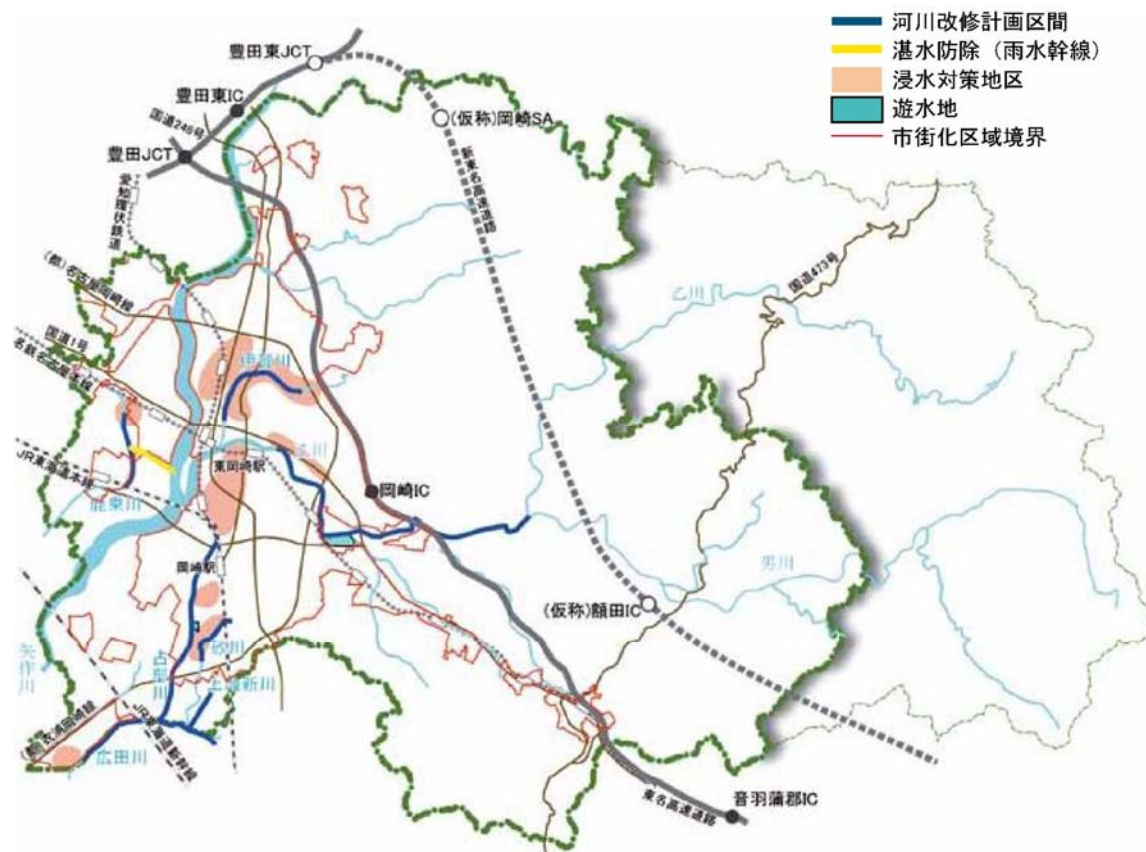 河川改修計画区間
湛水防除（雨水幹線）
浸水対策地区
遊水地
市街化区域境界
豊田東JCT
豊田東IC
国道248号
(仮称)岡崎SA
豊田JCT
愛知環状鉄道
新東名高速道路
(都)名古屋岡崎線
国道1号
名鉄名古屋本線
国道473号
乙川
伊賀川
乙川
東岡崎駅
JR東海道本線
鹿乗川
岡崎IC
岡崎駅
男川
(仮称)額田IC
矢作川
占部川
砂川
JR東海道新幹線
広田川
東名高速道路
音羽蒲郡IC